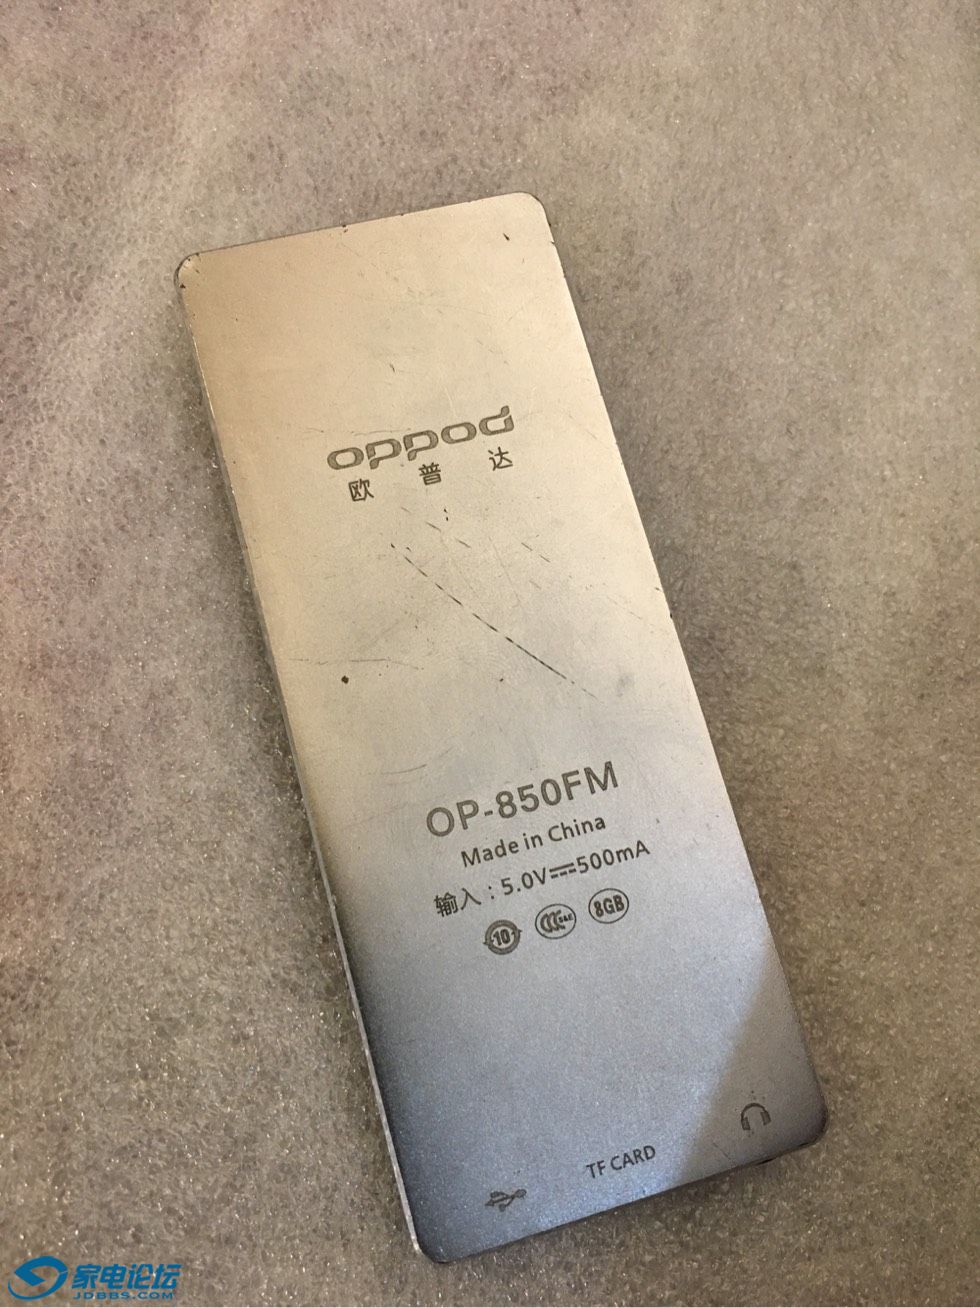 oppod
欧普达
OP-850FM
Made in China
输入：5.0V⎓500mA
10 CCC S&E 8GB
TF CARD
家电论坛
JDBBS.COM